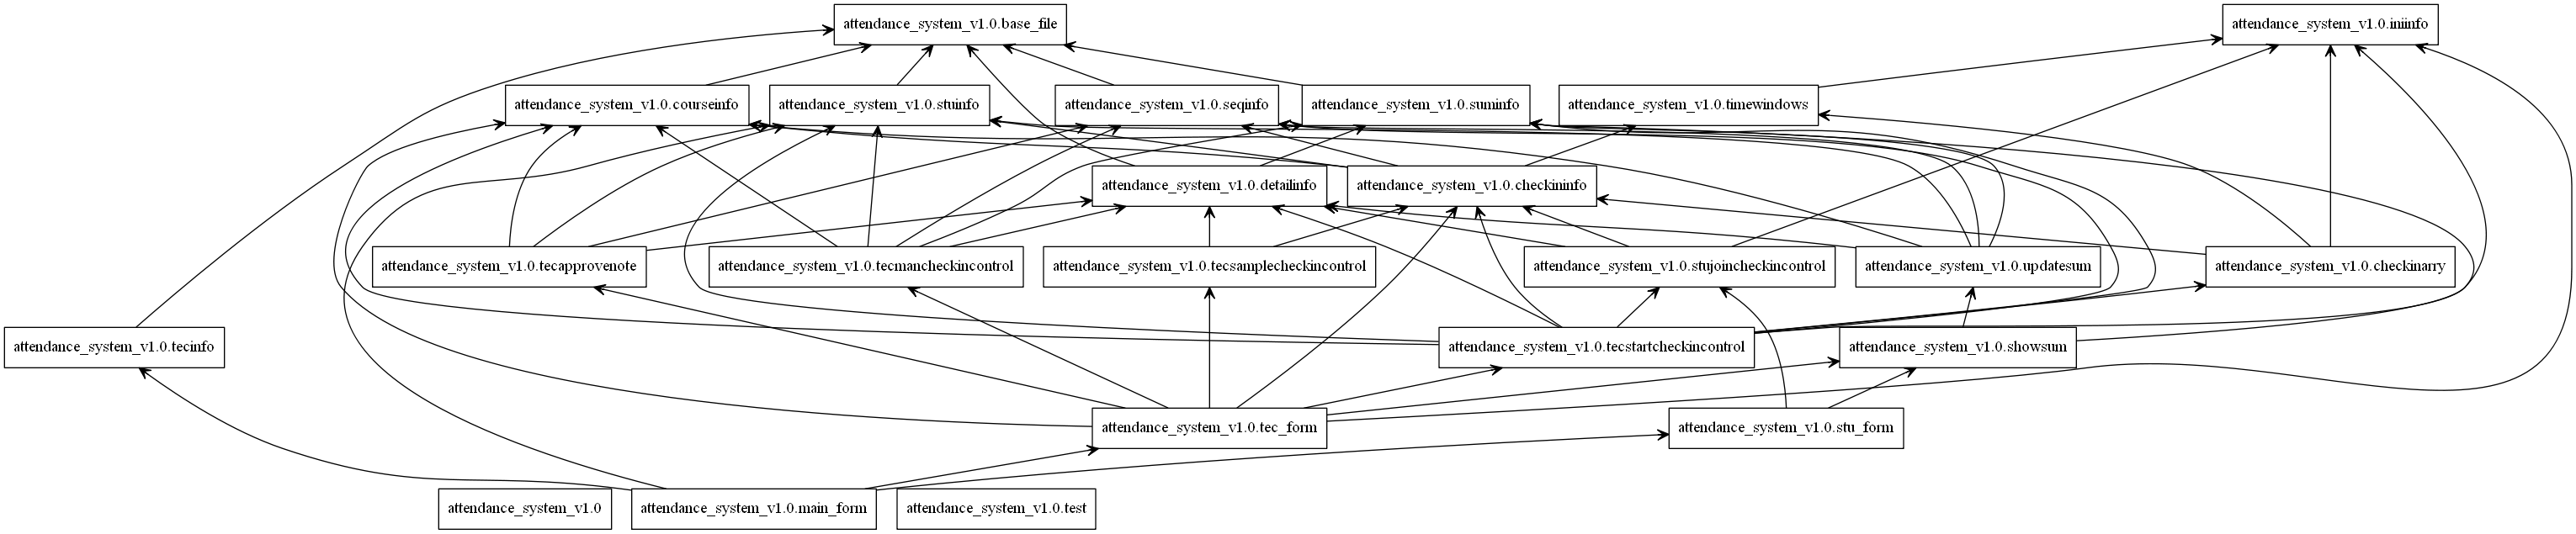 attendance_system_v1.0.base_file
attendance_system_v1.0.iniinfo
attendance_system_v1.0.courseinfo
attendance_system_v1.0.stuinfo
attendance_system_v1.0.seqinfo
attendance_system_v1.0.suminfo
attendance_system_v1.0.timewindows
attendance_system_v1.0.detailinfo
attendance_system_v1.0.checkininfo
attendance_system_v1.0.tecapprovenote
attendance_system_v1.0.tecmancheckincontrol
attendance_system_v1.0.tecsamplecheckincontrol
attendance_system_v1.0.stujoincheckincontrol
attendance_system_v1.0.updatesum
attendance_system_v1.0.checkinarry
attendance_system_v1.0.tecinfo
attendance_system_v1.0.tecstartcheckincontrol
attendance_system_v1.0.showsum
attendance_system_v1.0.tec_form
attendance_system_v1.0.stu_form
attendance_system_v1.0
attendance_system_v1.0.main_form
attendance_system_v1.0.test